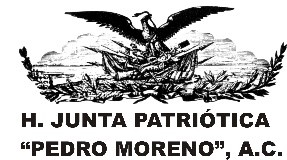 H. JUNTA PATRIÓTICA
“PEDRO MORENO”, A.C.